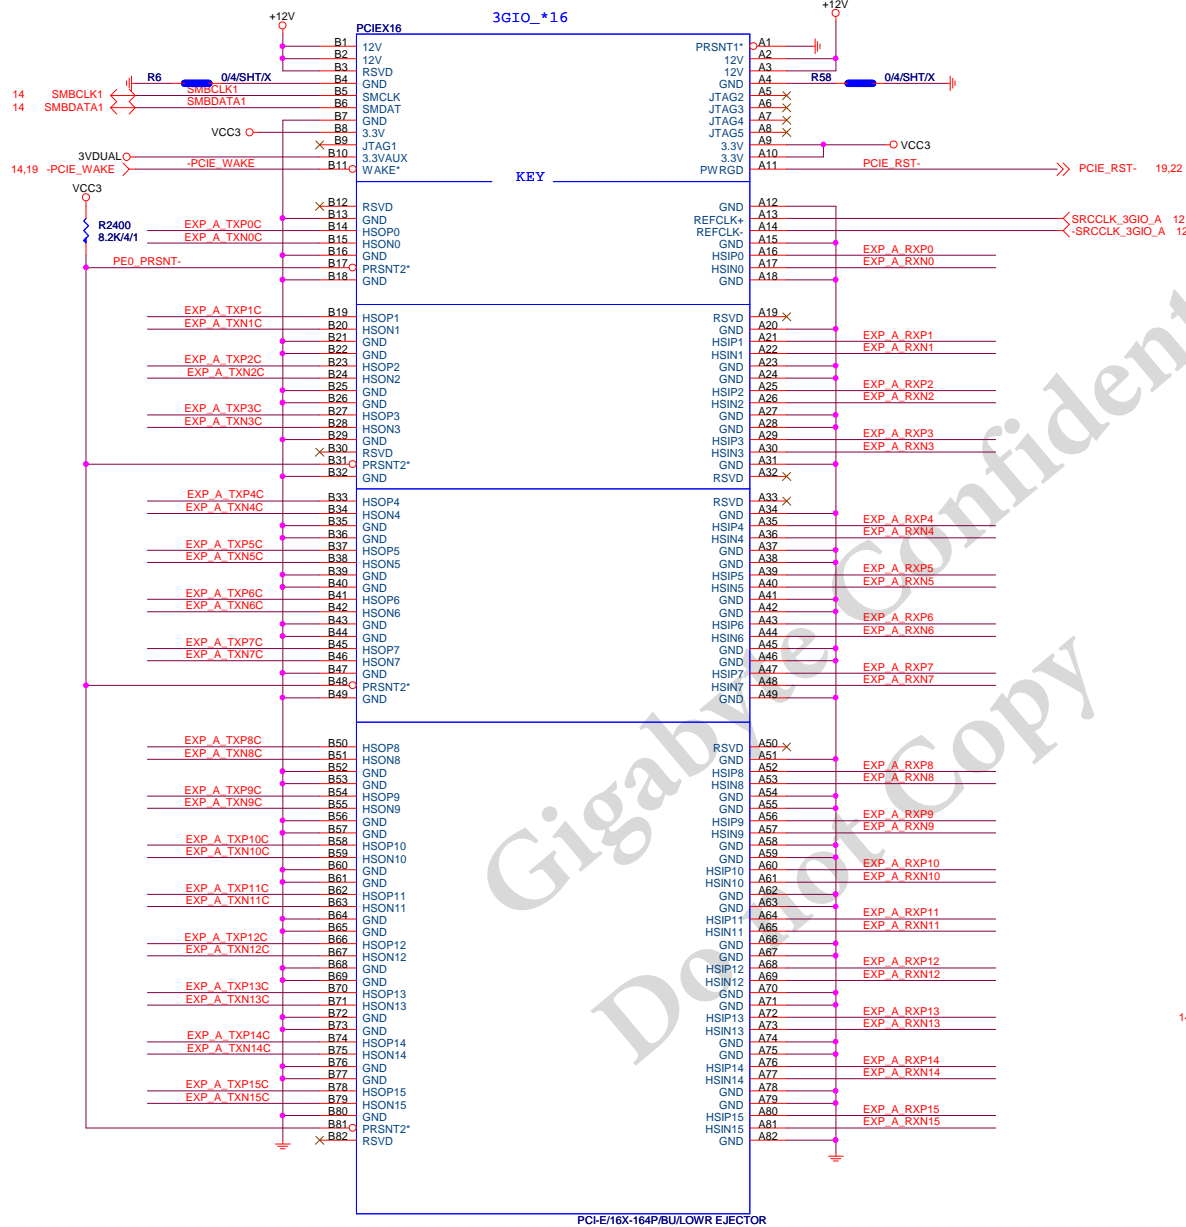 +12V
3GIO_*16
+12V
PCIEX16
B1 12V PRSNT1* A1
B2 12V 12V A2
B3 RSVD 12V A3
R6 0/4/SHT/X B4 GND GND A4 R58 0/4/SHT/X
14 SMBCLK1 SMBCLK1 B5 SMCLK JTAG2 A5
14 SMBDATA1 SMBDATA1 B6 SMDAT JTAG3 A6
B7 GND JTAG4 A7
VCC3 B8 3.3V JTAG5 A8
B9 JTAG1 3.3V A9 VCC3
3VDUAL B10 3.3VAUX 3.3V A10
14,19 -PCIE_WAKE -PCIE_WAKE B11 WAKE* PWRGD A11 PCIE_RST- PCIE_RST- 19,22
KEY
VCC3
B12 RSVD GND A12
B13 GND REFCLK+ A13 SRCCLK_3GIO_A 12
R2400
8.2K/4/1
EXP_A_TXP0C B14 HSOP0 REFCLK- A14 -SRCCLK_3GIO_A 12
EXP_A_TXN0C B15 HSON0 GND A15
B16 GND HSIP0 A16 EXP_A_RXP0
PE0_PRSNT- B17 PRSNT2* HSIN0 A17 EXP_A_RXN0
B18 GND GND A18
EXP_A_TXP1C B19 HSOP1 RSVD A19
EXP_A_TXN1C B20 HSON1 GND A20
B21 GND HSIP1 A21 EXP_A_RXP1
B22 GND HSIN1 A22 EXP_A_RXN1
EXP_A_TXP2C B23 HSOP2 GND A23
EXP_A_TXN2C B24 HSON2 GND A24
B25 GND HSIP2 A25 EXP_A_RXP2
B26 GND HSIN2 A26 EXP_A_RXN2
EXP_A_TXP3C B27 HSOP3 GND A27
EXP_A_TXN3C B28 HSON3 GND A28
B29 GND HSIP3 A29 EXP_A_RXP3
B30 RSVD HSIN3 A30 EXP_A_RXN3
B31 PRSNT2* GND A31
B32 GND RSVD A32
EXP_A_TXP4C B33 HSOP4 RSVD A33
EXP_A_TXN4C B34 HSON4 GND A34
B35 GND HSIP4 A35 EXP_A_RXP4
B36 GND HSIN4 A36 EXP_A_RXN4
EXP_A_TXP5C B37 HSOP5 GND A37
EXP_A_TXN5C B38 HSON5 GND A38
B39 GND HSIP5 A39 EXP_A_RXP5
B40 GND HSIN5 A40 EXP_A_RXN5
EXP_A_TXP6C B41 HSOP6 GND A41
EXP_A_TXN6C B42 HSON6 GND A42
B43 GND HSIP6 A43 EXP_A_RXP6
B44 GND HSIN6 A44 EXP_A_RXN6
EXP_A_TXP7C B45 HSOP7 GND A45
EXP_A_TXN7C B46 HSON7 GND A46
B47 GND HSIP7 A47 EXP_A_RXP7
B48 PRSNT2* HSIN7 A48 EXP_A_RXN7
B49 GND GND A49
EXP_A_TXP8C B50 HSOP8 RSVD A50
EXP_A_TXN8C B51 HSON8 GND A51
B52 GND HSIP8 A52 EXP_A_RXP8
B53 GND HSIN8 A53 EXP_A_RXN8
EXP_A_TXP9C B54 HSOP9 GND A54
EXP_A_TXN9C B55 HSON9 GND A55
B56 GND HSIP9 A56 EXP_A_RXP9
B57 GND HSIN9 A57 EXP_A_RXN9
EXP_A_TXP10C B58 HSOP10 GND A58
EXP_A_TXN10C B59 HSON10 GND A59
B60 GND HSIP10 A60 EXP_A_RXP10
B61 GND HSIN10 A61 EXP_A_RXN10
EXP_A_TXP11C B62 HSOP11 GND A62
EXP_A_TXN11C B63 HSON11 GND A63
B64 GND HSIP11 A64 EXP_A_RXP11
B65 GND HSIN11 A65 EXP_A_RXN11
EXP_A_TXP12C B66 HSOP12 GND A66
EXP_A_TXN12C B67 HSON12 GND A67
B68 GND HSIP12 A68 EXP_A_RXP12
B69 GND HSIN12 A69 EXP_A_RXN12
EXP_A_TXP13C B70 HSOP13 GND A70
EXP_A_TXN13C B71 HSON13 GND A71
B72 GND HSIP13 A72 EXP_A_RXP13 14
B73 GND HSIN13 A73 EXP_A_RXN13
EXP_A_TXP14C B74 HSOP14 GND A74
EXP_A_TXN14C B75 HSON14 GND A75
B76 GND HSIP14 A76 EXP_A_RXP14
B77 GND HSIN14 A77 EXP_A_RXN14
EXP_A_TXP15C B78 HSOP15 GND A78
EXP_A_TXN15C B79 HSON15 GND A79
B80 GND HSIP15 A80 EXP_A_RXP15
B81 PRSNT2* HSIN15 A81 EXP_A_RXN15
B82 RSVD GND A82
PCI-E/16X-164P/BU/LOWR EJECTOR
Gigabyte Confident
Do not Copy